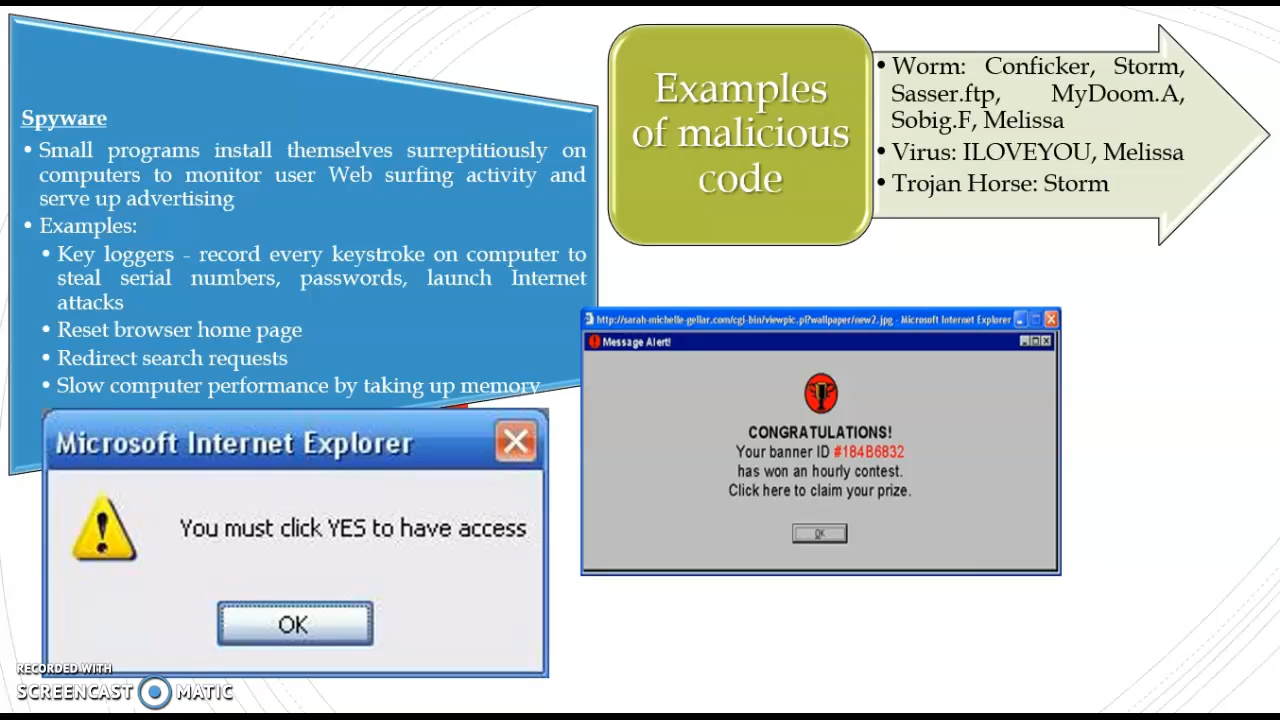 Spyware
• Small programs install themselves surreptitiously on
computers to monitor user Web surfing activity and
serve up advertising
• Examples:
• Key loggers - record every keystroke on computer to
steal serial numbers, passwords, launch Internet
attacks
• Reset browser home page
• Redirect search requests
• Slow computer performance by taking up memory
Examples
of malicious
code
• Worm: Conficker, Storm,
Sasser.ftp, MyDoom.A,
Sobig.F, Melissa
• Virus: ILOVEYOU, Melissa
• Trojan Horse: Storm
Microsoft Internet Explorer
You must click YES to have access
OK
http://sarah-michelle-gellar.com/cgi-bin/viewpic.pl?wallpaper/new2.jpg - Microsoft Internet Explorer
Message Alert!
CONGRATULATIONS!
Your banner ID #184B6832
has won an hourly contest.
Click here to claim your prize.
OK
RECORDED WITH
SCREENCAST MATIC